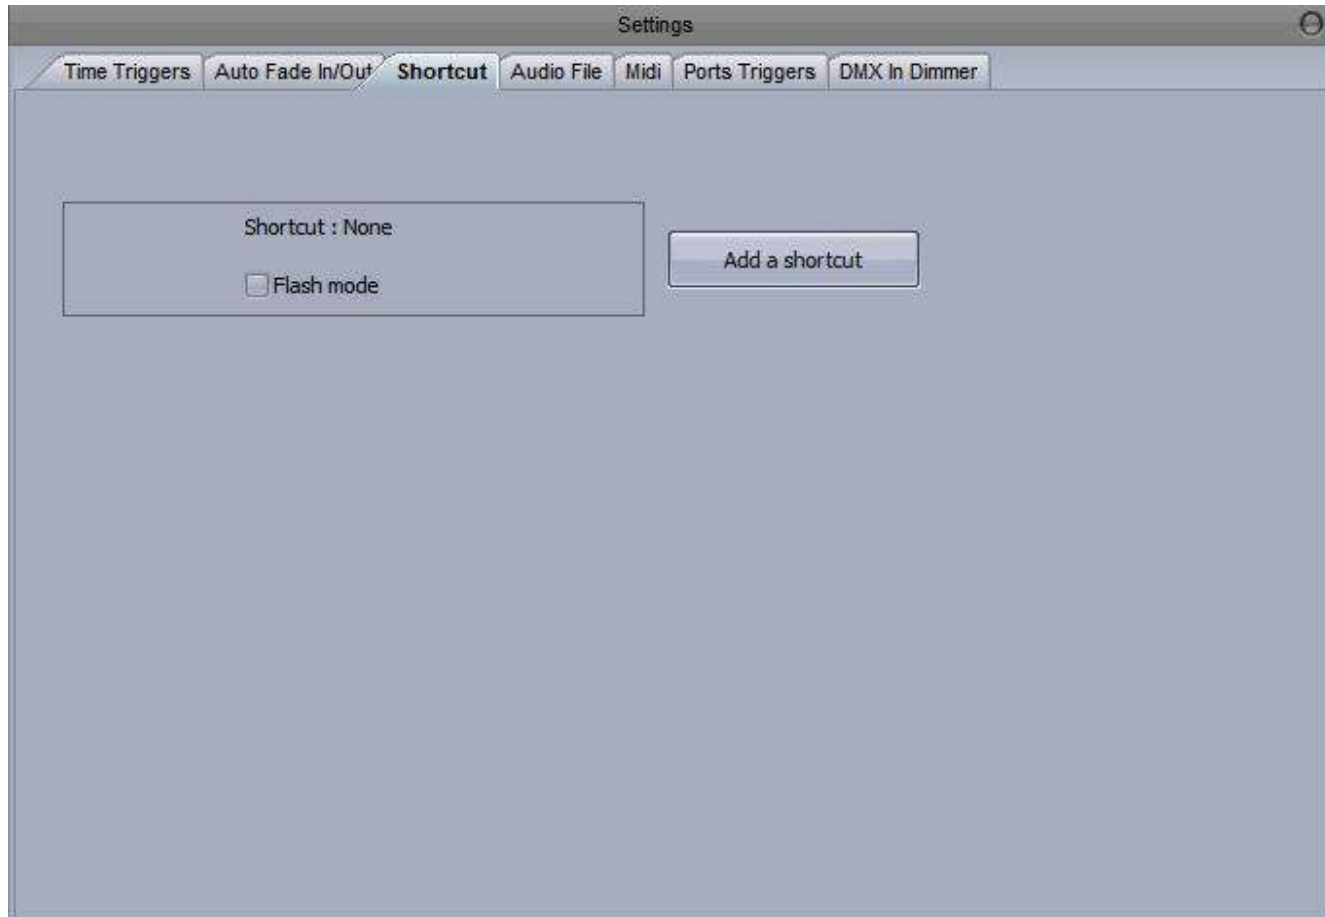 Settings
Time Triggers Auto Fade In/Out Shortcut Audio File Midi Ports Triggers DMX In Dimmer
Shortcut : None
Add a shortcut
Flash mode